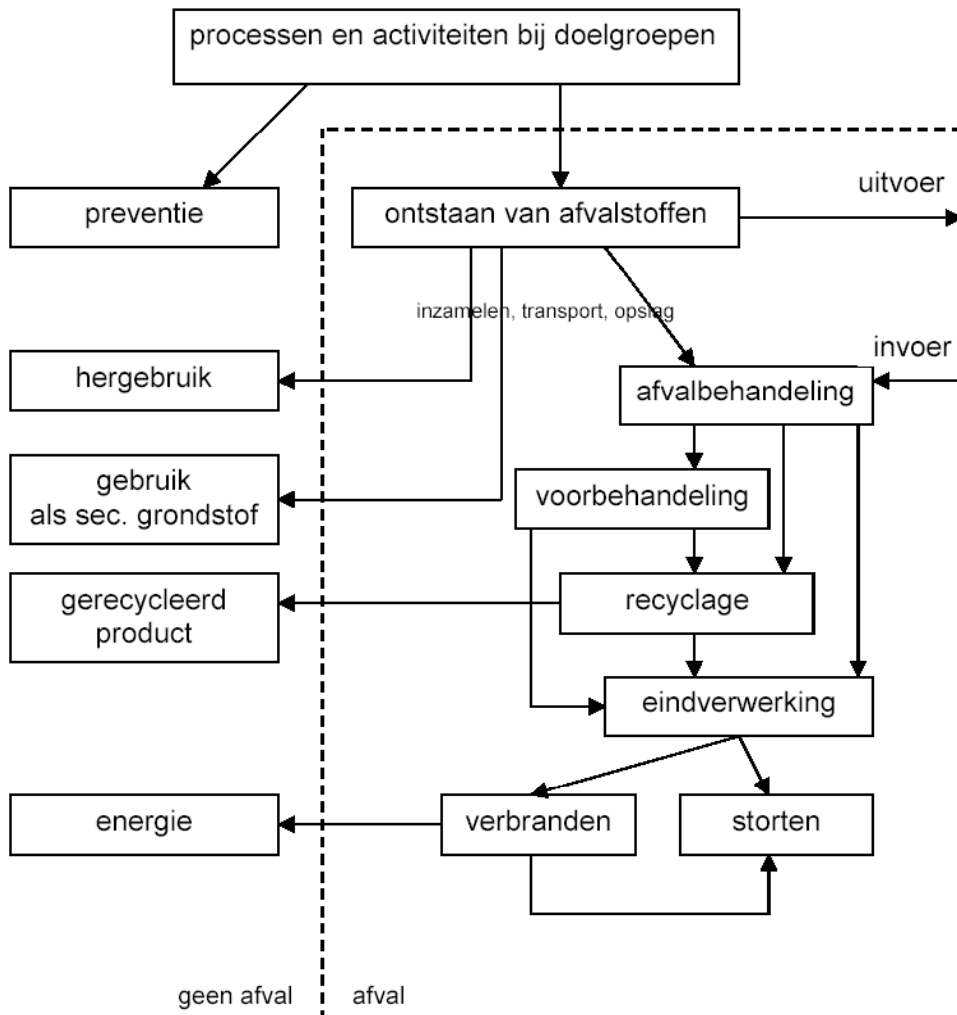 processen en activiteiten bij doelgroepen
uitvoer
preventie
ontstaan van afvalstoffen
inzamelen, transport, opslag
invoer
hergebruik
afvalbehandeling
gebruik
als sec. grondstof
voorbehandeling
gerecycleerd
product
recyclage
eindverwerking
energie
verbranden
storten
geen afval
afval